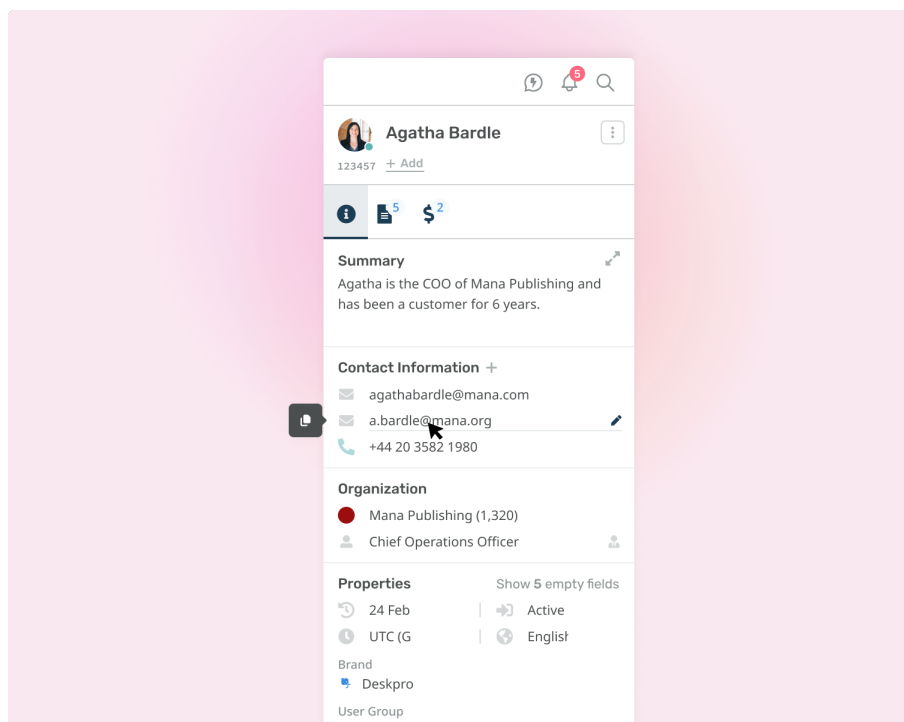 5
Agatha Bardle
123457 + Add
5 2
Summary
Agatha is the COO of Mana Publishing and
has been a customer for 6 years.
Contact Information +
agathabardle@mana.com
a.bardle@mana.org
+44 20 3582 1980
Organization
Mana Publishing (1,320)
Chief Operations Officer
Properties Show 5 empty fields
24 Feb Active
UTC (G English
Brand
Deskpro
User Group